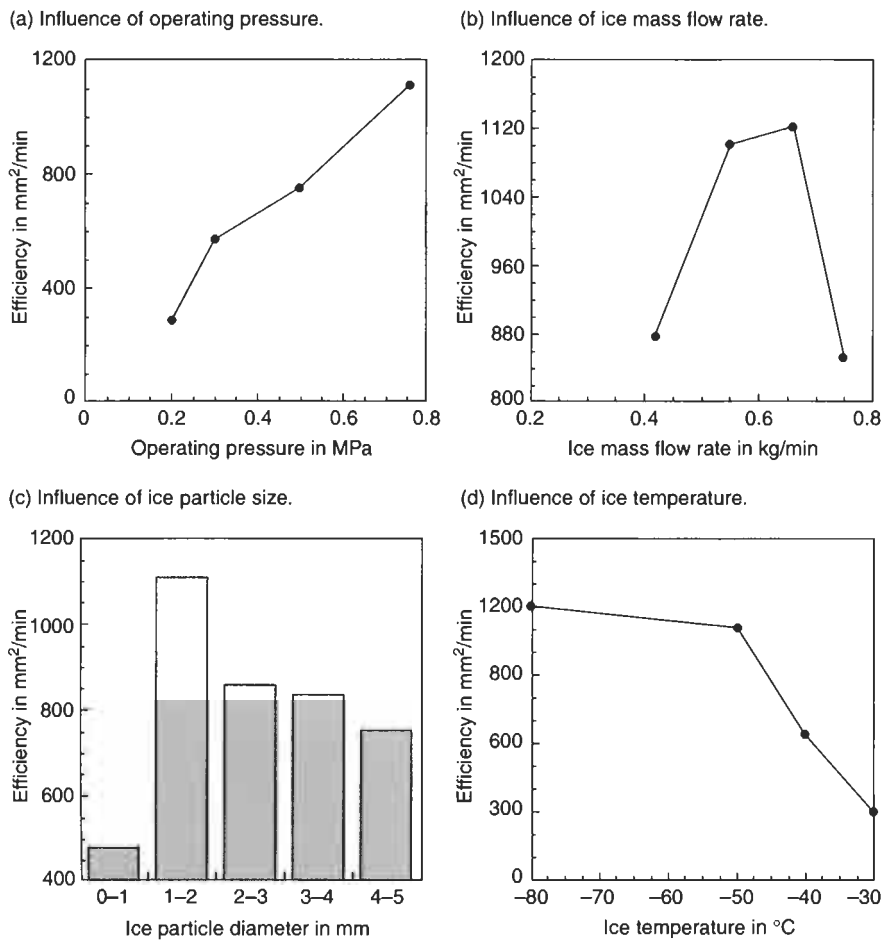 (a) Influence of operating pressure.
1200
800
400
0
Efficiency in mm²/min
0 0.2 0.4 0.6 0.8
Operating pressure in MPa
(b) Influence of ice mass flow rate.
1200
1120
1040
960
880
800
Efficiency in mm²/min
0.2 0.4 0.6 0.8
Ice mass flow rate in kg/min
(c) Influence of ice particle size.
1200
1000
800
1000
400
Efficiency in mm²/min
0–1 1–2 2–3 3–4 4–5
Ice particle diameter in mm
(d) Influence of ice temperature.
1500
1200
800
600
300
0
Efficiency in mm²/min
–80 –70 –60 –50 –40 –30
Ice temperature in °C